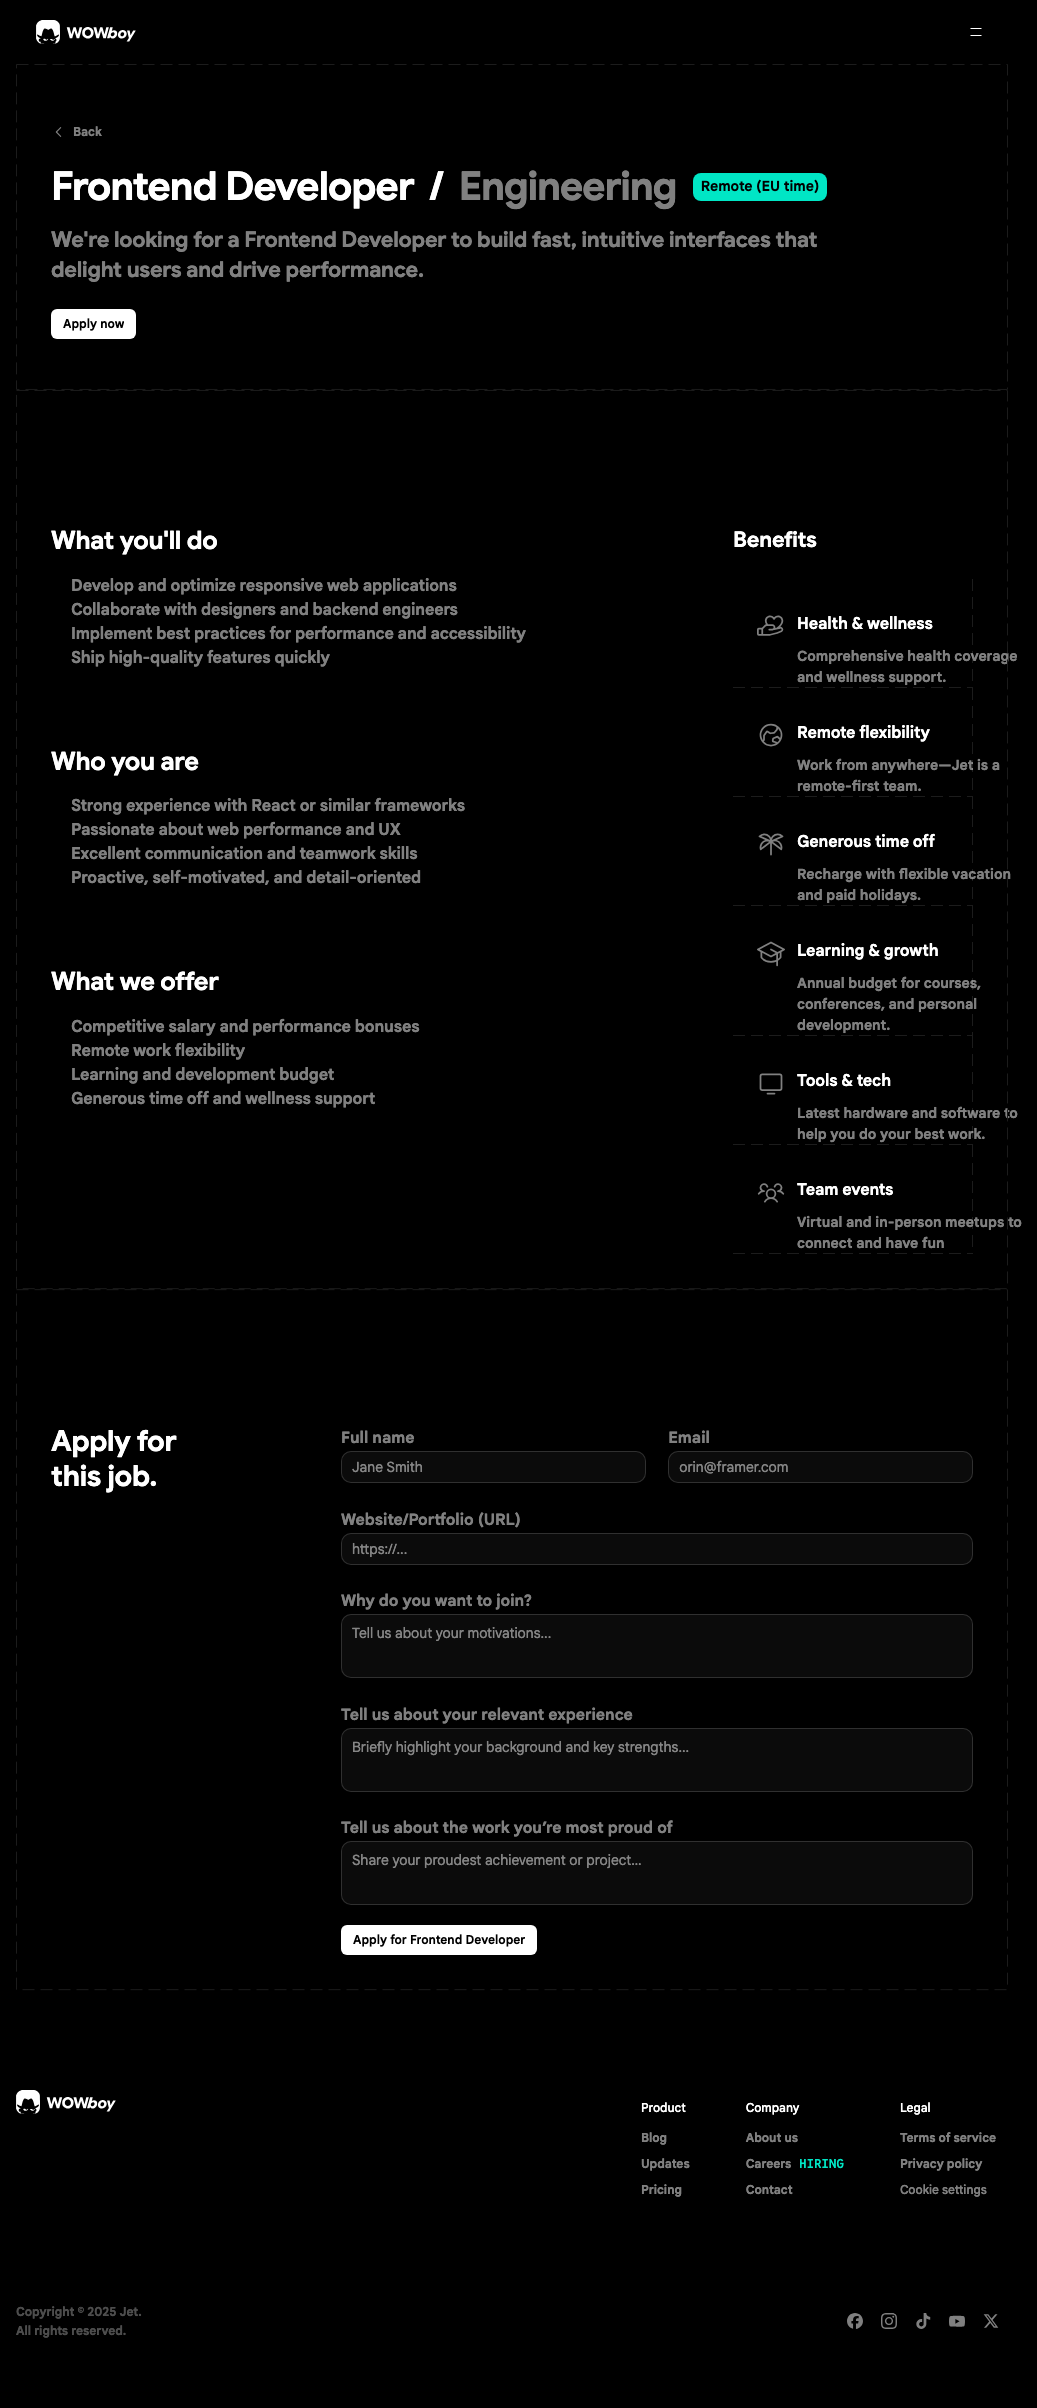 WOWboy
Back
Frontend Developer / Engineering Remote (EU time)
We're looking for a Frontend Developer to build fast, intuitive interfaces that
delight users and drive performance.
Apply now
What you'll do
Develop and optimize responsive web applications
Collaborate with designers and backend engineers
Implement best practices for performance and accessibility
Ship high-quality features quickly
Who you are
Strong experience with React or similar frameworks
Passionate about web performance and UX
Excellent communication and teamwork skills
Proactive, self-motivated, and detail-oriented
What we offer
Competitive salary and performance bonuses
Remote work flexibility
Learning and development budget
Generous time off and wellness support
Benefits
Health & wellness
Comprehensive health coverage
and wellness support.
Remote flexibility
Work from anywhere—Jet is a
remote-first team.
Generous time off
Recharge with flexible vacation
and paid holidays.
Learning & growth
Annual budget for courses,
conferences, and personal
development.
Tools & tech
Latest hardware and software to
help you do your best work.
Team events
Virtual and in-person meetups to
connect and have fun
Apply for
this job.
Full name
Jane Smith
Email
orin@framer.com
Website/Portfolio (URL)
https://...
Why do you want to join?
Tell us about your motivations...
Tell us about your relevant experience
Briefly highlight your background and key strengths...
Tell us about the work you’re most proud of
Share your proudest achievement or project...
Apply for Frontend Developer
WOWboy
Product
Blog
Updates
Pricing
Company
About us
Careers HIRING
Contact
Legal
Terms of service
Privacy policy
Cookie settings
Copyright © 2025 Jet.
All rights reserved.